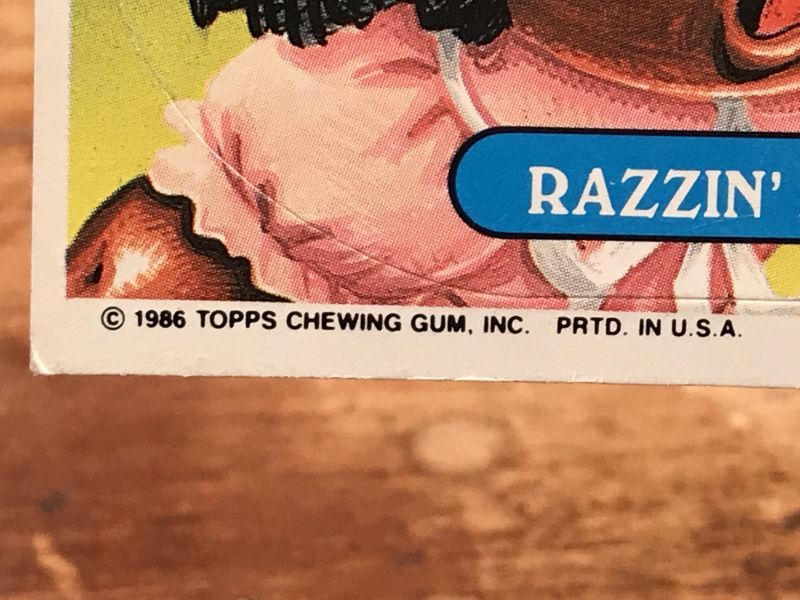 RAZZIN'
© 1986 TOPPS CHEWING GUM, INC. PRTD. IN U.S.A.